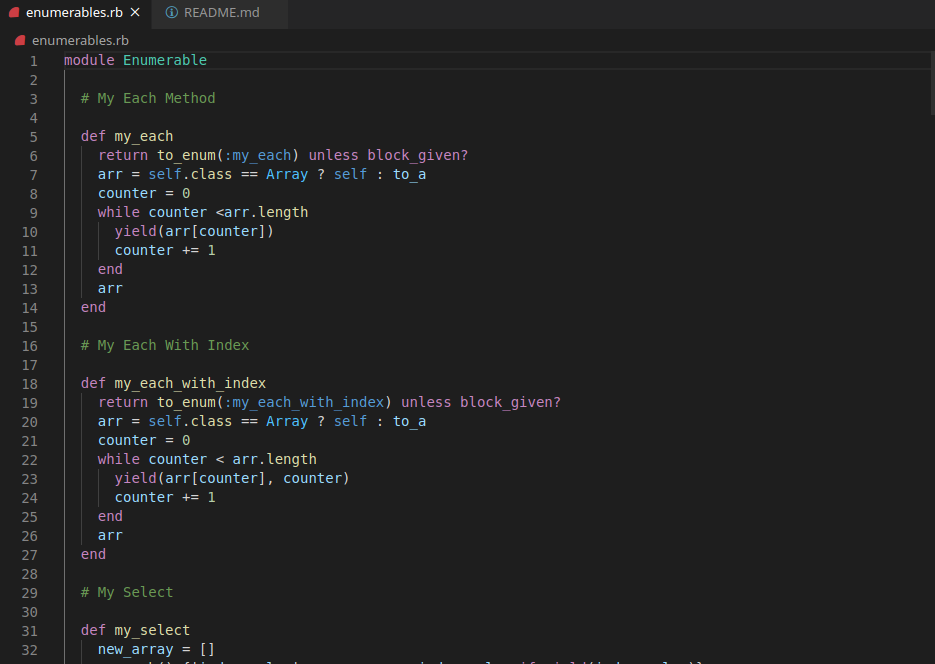 enumerables.rb × README.md
enumerables.rb
1 module Enumerable
2
3 # My Each Method
4
5 def my_each
6 return to_enum(:my_each) unless block_given?
7 arr = self.class == Array ? self : to_a
8 counter = 0
9 while counter <arr.length
10 yield(arr[counter])
11 counter += 1
12 end
13 arr
14 end
15
16 # My Each With Index
17
18 def my_each_with_index
19 return to_enum(:my_each_with_index) unless block_given?
20 arr = self.class == Array ? self : to_a
21 counter = 0
22 while counter < arr.length
23 yield(arr[counter], counter)
24 counter += 1
25 end
26 arr
27 end
28
29 # My Select
30
31 def my_select
32 new_array = []